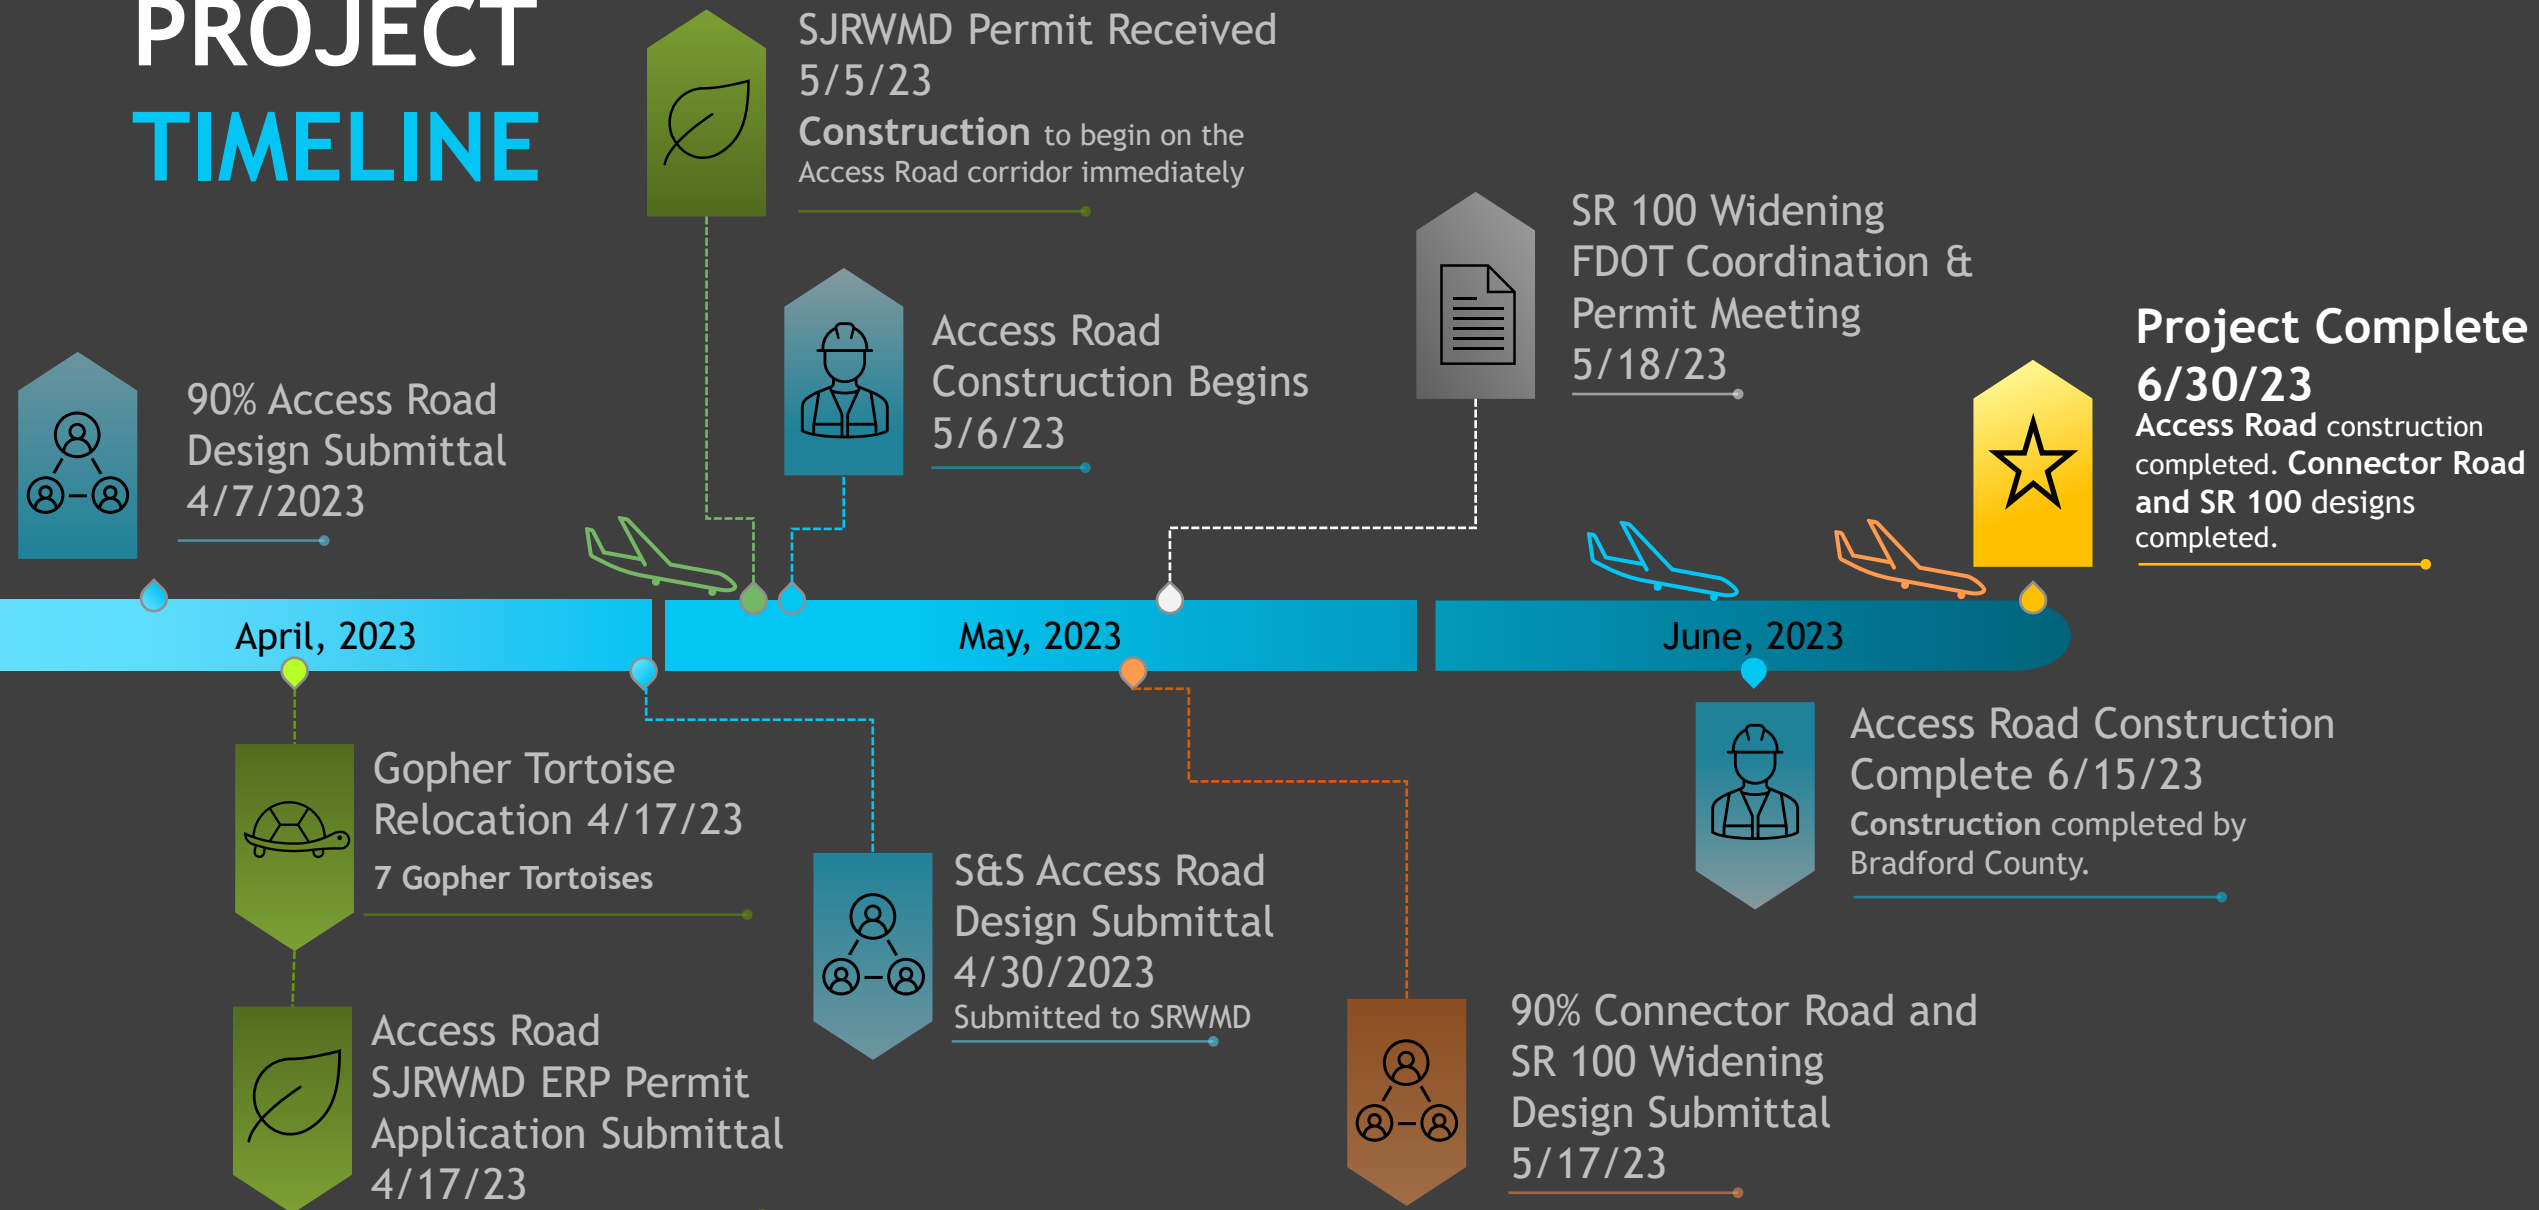 PROJECT
TIMELINE
SJRWMD Permit Received
5/5/23
Construction to begin on the
Access Road corridor immediately
SR 100 Widening
FDOT Coordination &
Permit Meeting
5/18/23
Access Road
Construction Begins
5/6/23
Project Complete
6/30/23
Access Road construction
completed. Connector Road
and SR 100 designs
completed.
90% Access Road
Design Submittal
4/7/2023
April, 2023
May, 2023
June, 2023
Gopher Tortoise
Relocation 4/17/23
7 Gopher Tortoises
Access Road Construction
Complete 6/15/23
Construction completed by
Bradford County.
S&S Access Road
Design Submittal
4/30/2023
Submitted to SRWMD
Access Road
SJRWMD ERP Permit
Application Submittal
4/17/23
90% Connector Road and
SR 100 Widening
Design Submittal
5/17/23